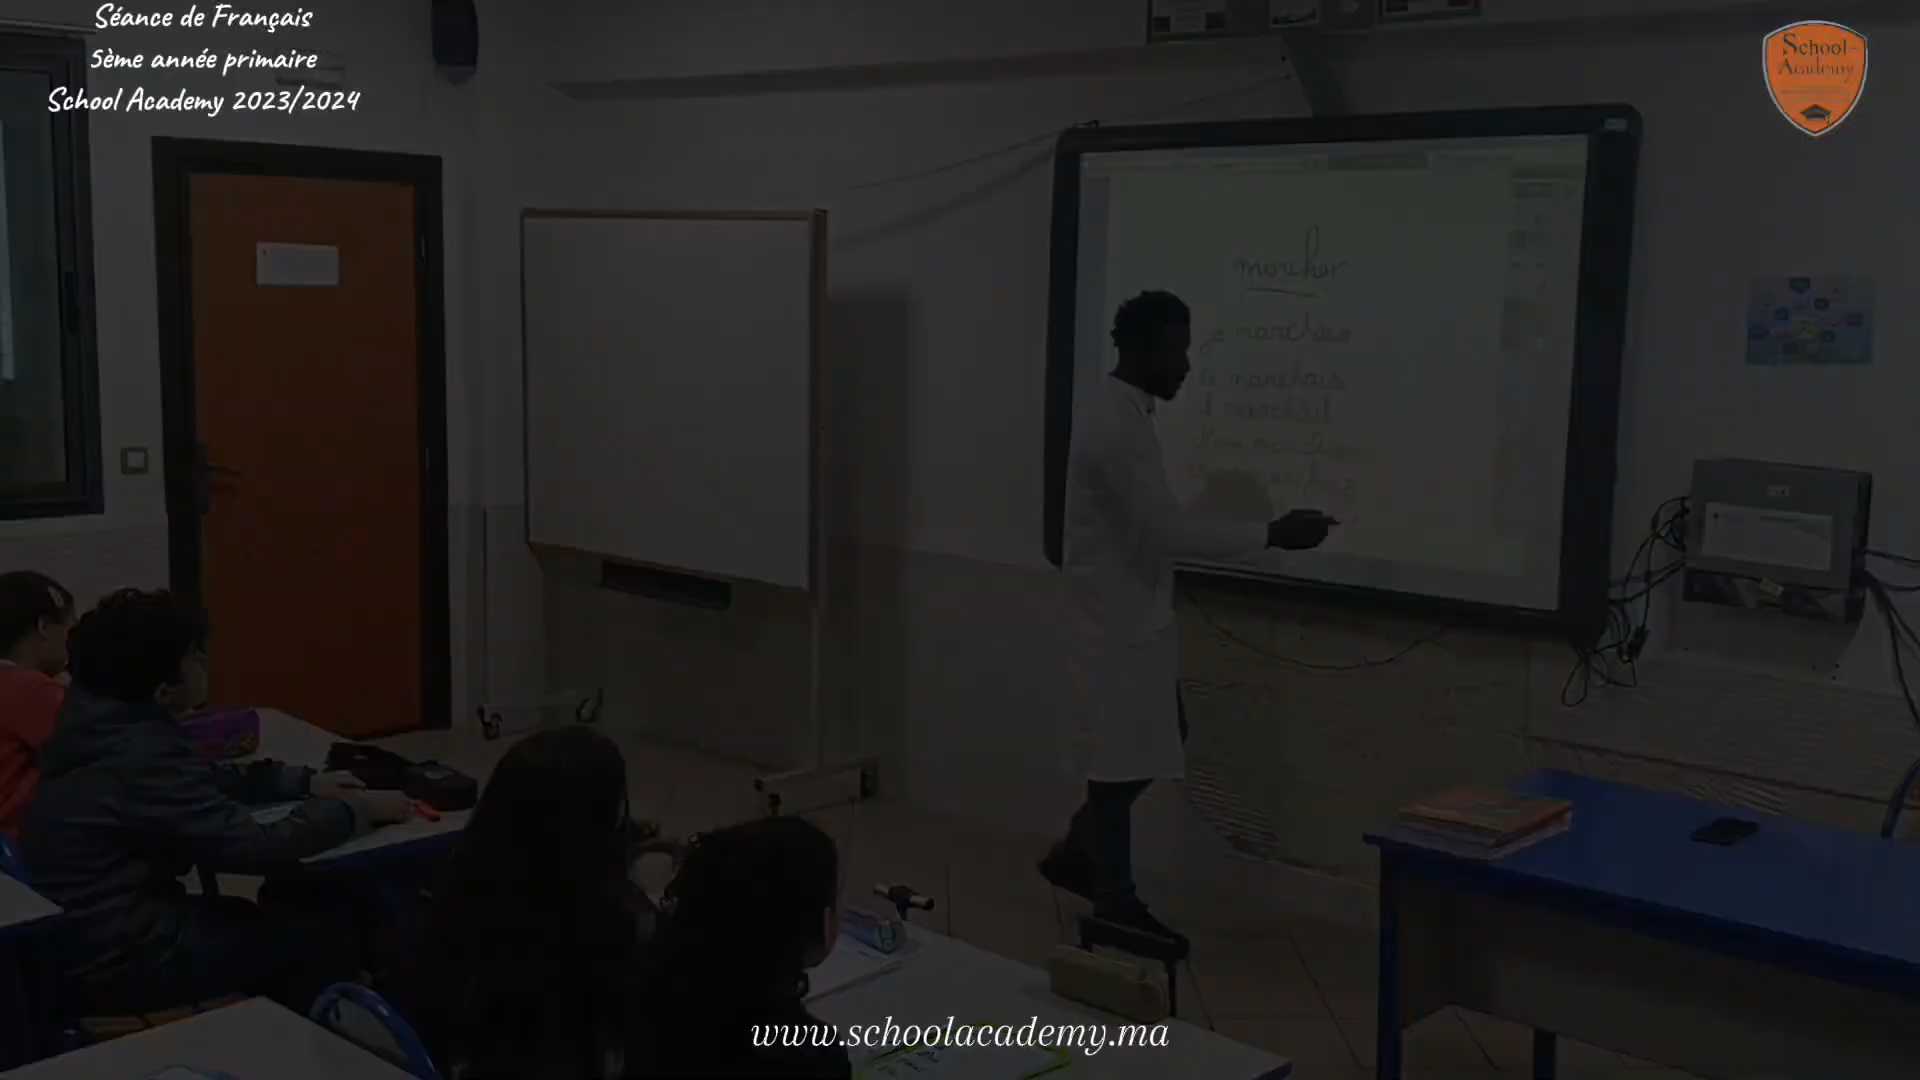 Séance de Français
5ème année primaire
School Academy 2023/2024
School
Academy
marcher
je marchais
tu marchais
il marchait
www.schoolacademy.ma